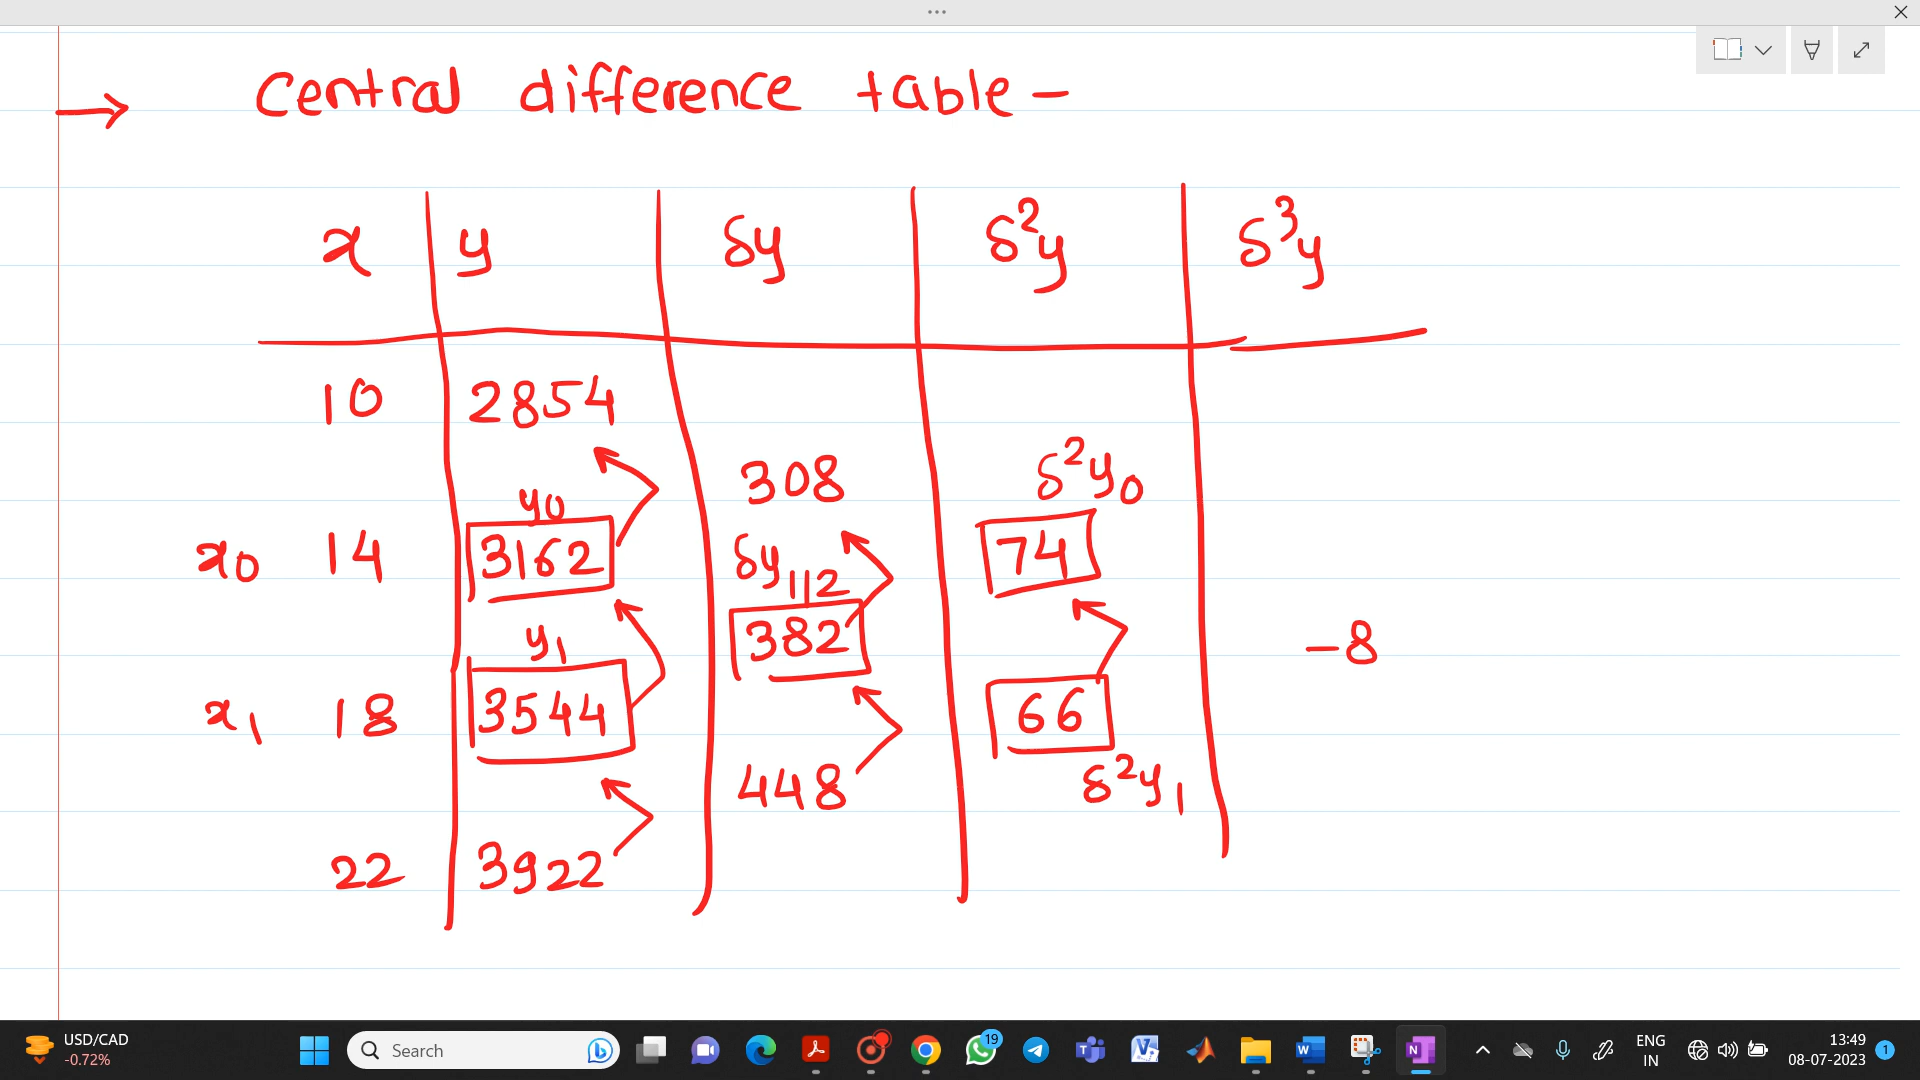 Central difference table -
x y δy δ²y δ³y
10 2854
308 δ²y0
y0
x0 14 3162 δy1/2 74
y1 382 -8
x1 18 3544 66
448 δ²y1
22 3922
USD/CAD
-0.72%
Search
19
ENG
IN
13:49
08-07-2023
1